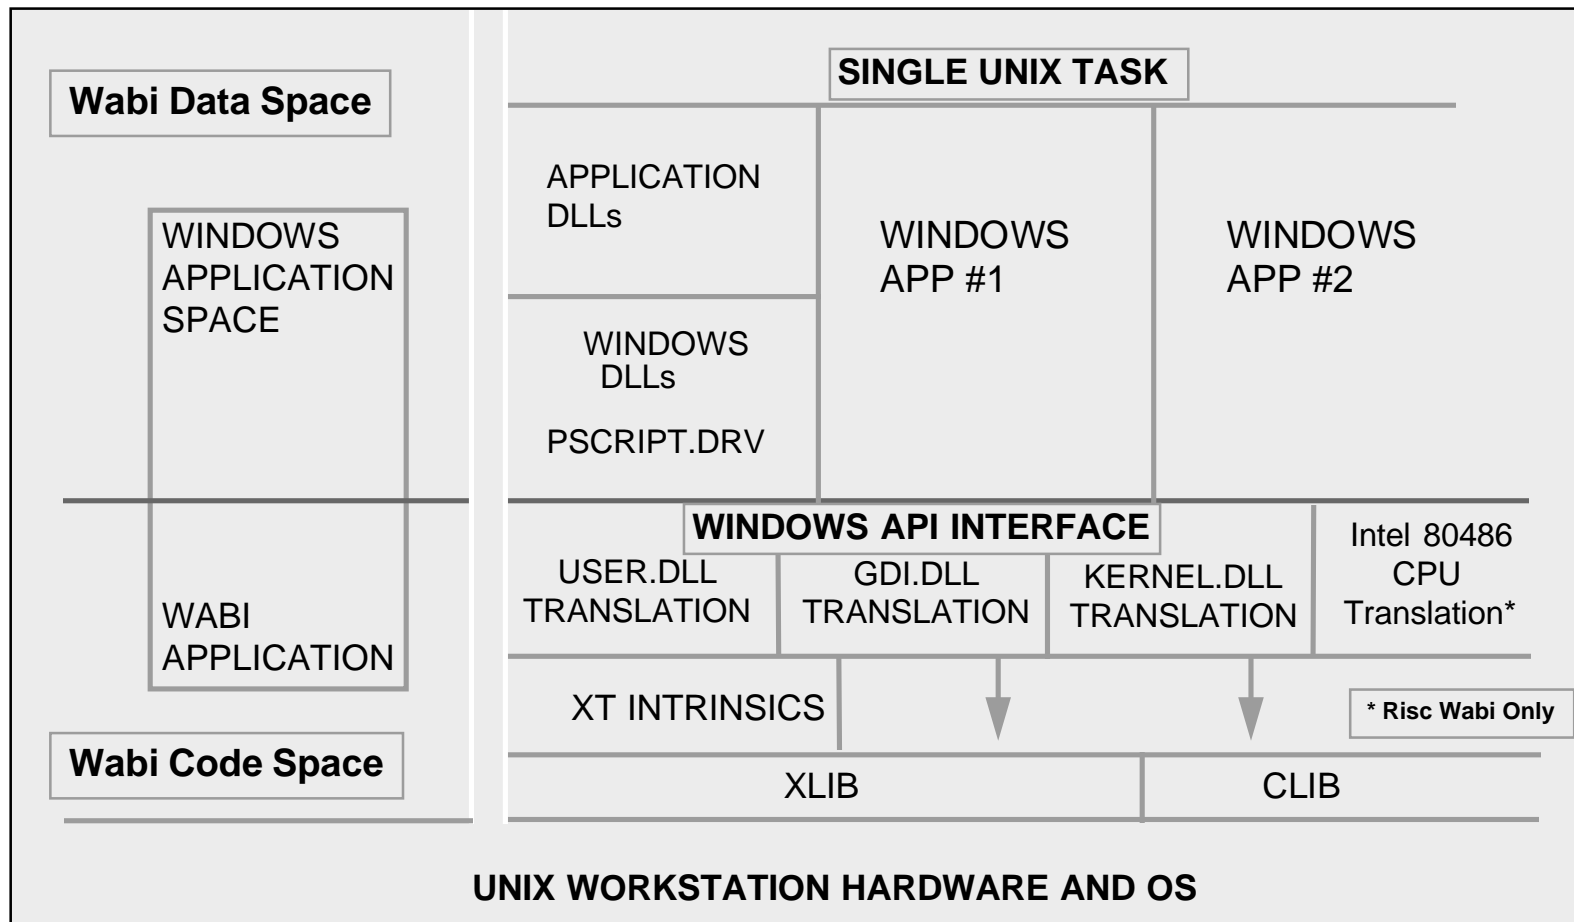 Wabi Data Space
WINDOWS
APPLICATION
SPACE
WABI
APPLICATION
Wabi Code Space
SINGLE UNIX TASK
APPLICATION
DLLs
WINDOWS
DLLs
PSCRIPT.DRV
WINDOWS
APP #1
WINDOWS
APP #2
WINDOWS API INTERFACE
USER.DLL
TRANSLATION
GDI.DLL
TRANSLATION
KERNEL.DLL
TRANSLATION
Intel 80486
CPU
Translation*
XT INTRINSICS
* Risc Wabi Only
XLIB
CLIB
UNIX WORKSTATION HARDWARE AND OS